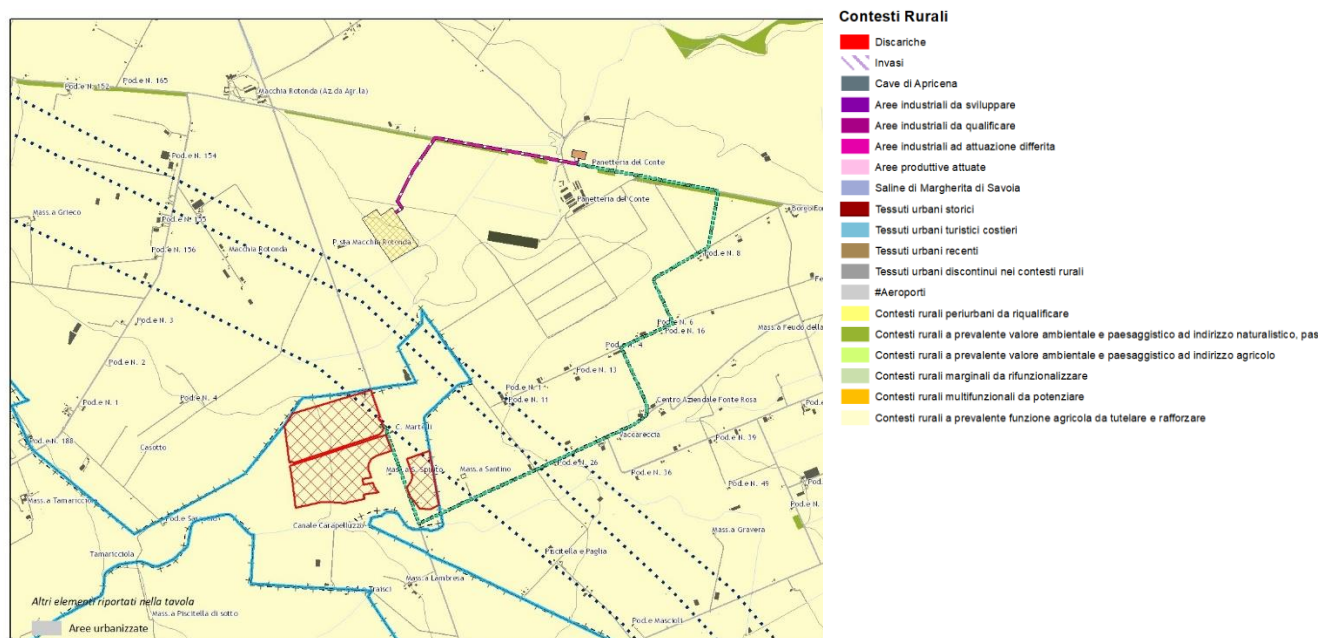 Contesti Rurali
Discariche
Invasi
Cave di Apricena
Aree industriali da sviluppare
Aree industriali da qualificare
Aree industriali ad attuazione differita
Aree produttive attuate
Saline di Margherita di Savoia
Tessuti urbani storici
Tessuti urbani turistici costieri
Tessuti urbani recenti
Tessuti urbani discontinui nei contesti rurali
#Aeroporti
Contesti rurali periurbani da riqualificare
Contesti rurali a prevalente valore ambientale e paesaggistico ad indirizzo naturalistico, pas
Contesti rurali a prevalente valore ambientale e paesaggistico ad indirizzo agricolo
Contesti rurali marginali da rifunzionalizzare
Contesti rurali multifunzionali da potenziare
Contesti rurali a prevalente funzione agricola da tutelare e rafforzare
Pod.e N. 152
Pod.e N. 165
Macchia Rotonda (Az.da Agr.la)
Pod.e N. 154
Panetteria del Conte
Panetteria del Conte
Mass.a Grieco
Pod.e N. 155
Macchia Rotonda
Pod.e N. 156
P.sta Macchia Rotonda
Pod.e N. 8
Pod.e N. 3
Pod.e N. 6
Pod.e N. 16
Mass.a Feudo della
Pod.e N. 2
Pod.e N. 13
Pod.e N. 1
Pod.e N. 4
Pod.e N. 11
Centro Aziendale Fonte Rosa
C. Martelli
Vaccareccia
Pod.e N. 39
Pod.e N. 188
Casotto
Mass.a S. Spirito
Mass.a Santino
Pod.e N. 26
Pod.e N. 36
Pod.e N. 49
Mass.a Tamariccio
Canale Carapelluzzo
Mass.a Gravera
Tamaricciola
Piscitella e Paglia
Mass.a Lambresa
Altri elementi riportati nella tavola
Mass.a Piscitella di sotto
Pod.e Mascioli
Aree urbanizzate